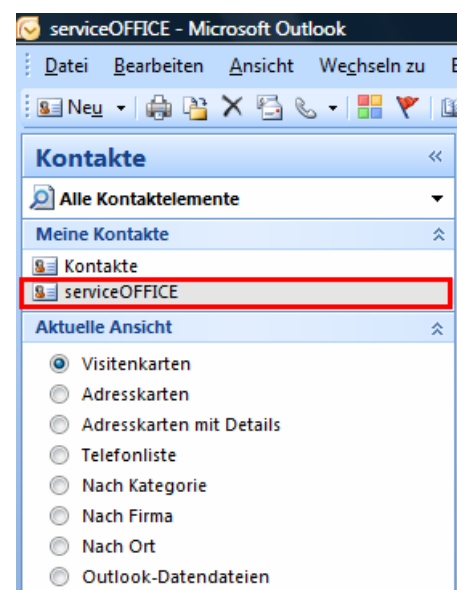 serviceOFFICE - Microsoft Outlook
Datei Bearbeiten Ansicht Wechseln zu
Neu
Kontakte «
Alle Kontaktelemente
Meine Kontakte
Kontakte
serviceOFFICE
Aktuelle Ansicht
Visitenkarten
Adresskarten
Adresskarten mit Details
Telefonliste
Nach Kategorie
Nach Firma
Nach Ort
Outlook-Datendateien